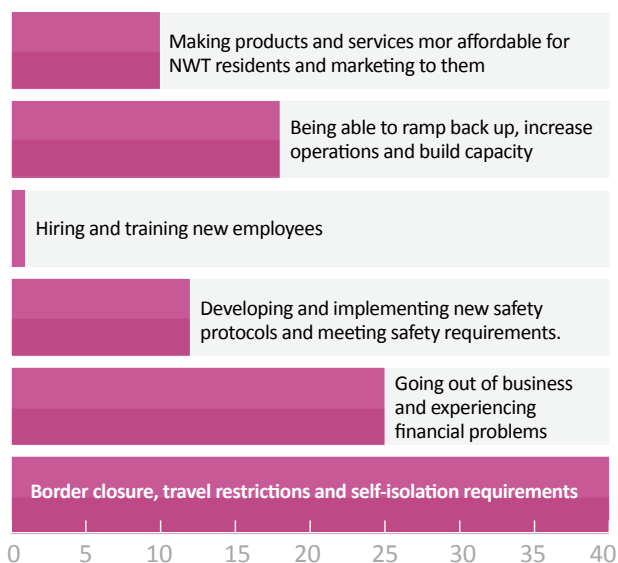 Making products and services mor affordable for
NWT residents and marketing to them
Being able to ramp back up, increase
operations and build capacity
Hiring and training new employees
Developing and implementing new safety
protocols and meeting safety requirements.
Going out of business
and experiencing
financial problems
Border closure, travel restrictions and self-isolation requirements
0 5 10 15 20 25 30 35 40